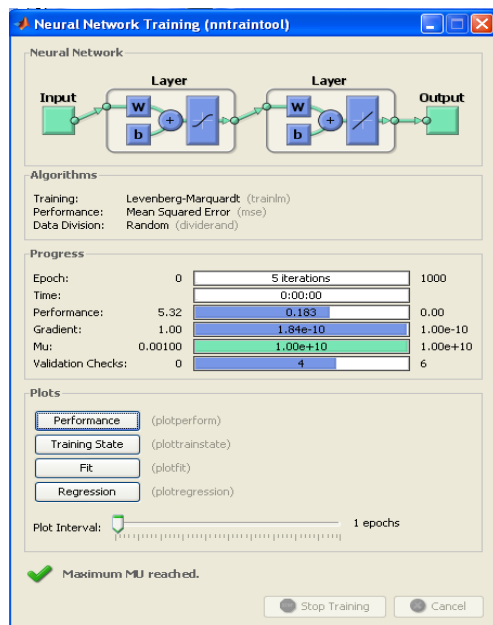 Neural Network Training (nntraintool)
Neural Network
Layer Layer
Input Output
W W
b b
+ +
Algorithms
Training: Levenberg-Marquardt (trainlm)
Performance: Mean Squared Error (mse)
Data Division: Random (dividerand)
Progress
Epoch: 0 5 iterations 1000
Time: 0:00:00
Performance: 5.32 0.183 0.00
Gradient: 1.00 1.84e-10 1.00e-10
Mu: 0.00100 1.00e+10 1.00e+10
Validation Checks: 0 4 6
Plots
Performance (plotperform)
Training State (plottrainstate)
Fit (plotfit)
Regression (plotregression)
Plot Interval: 1 epochs
Maximum MU reached.
Stop Training Cancel